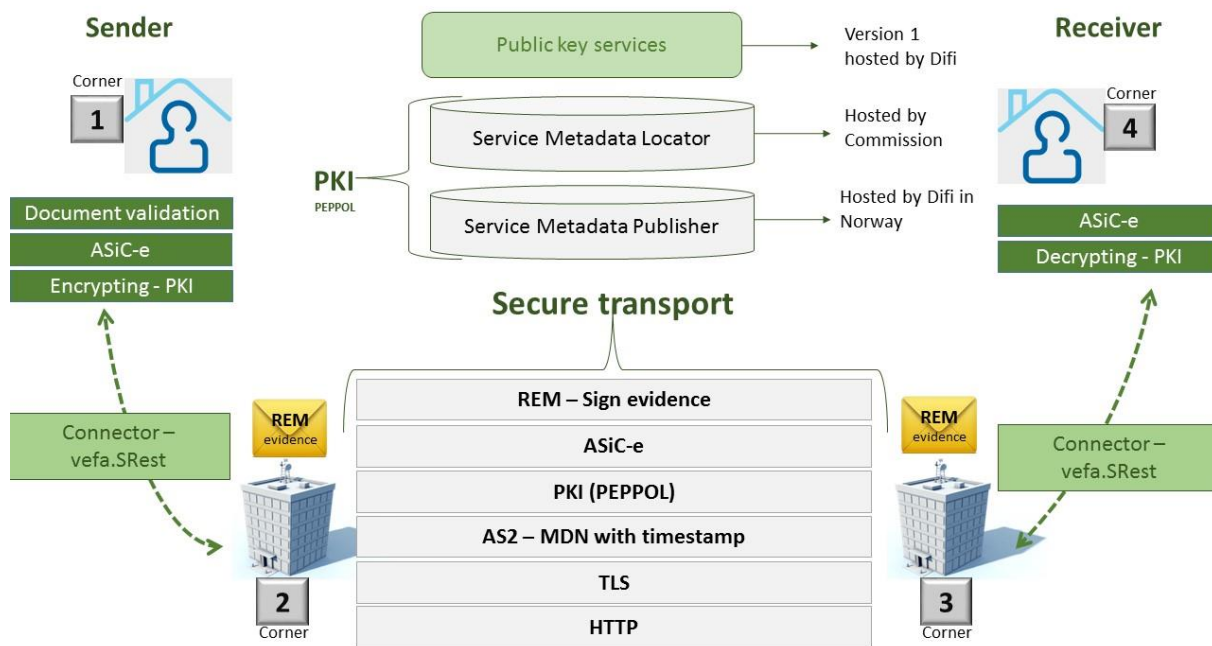 Sender
Public key services
Version 1
hosted by Difi
Receiver
Corner
1
Corner
4
Service Metadata Locator
Hosted by
Commission
PKI
PEPPOL
Service Metadata Publisher
Hosted by Difi in
Norway
Document validation
ASiC-e
Encrypting - PKI
ASiC-e
Decrypting - PKI
Secure transport
REM – Sign evidence
ASiC-e
PKI (PEPPOL)
AS2 – MDN with timestamp
TLS
HTTP
REM
evidence
REM
evidence
Connector –
vefa.SRest
Connector –
vefa.SRest
2
Corner
3
Corner